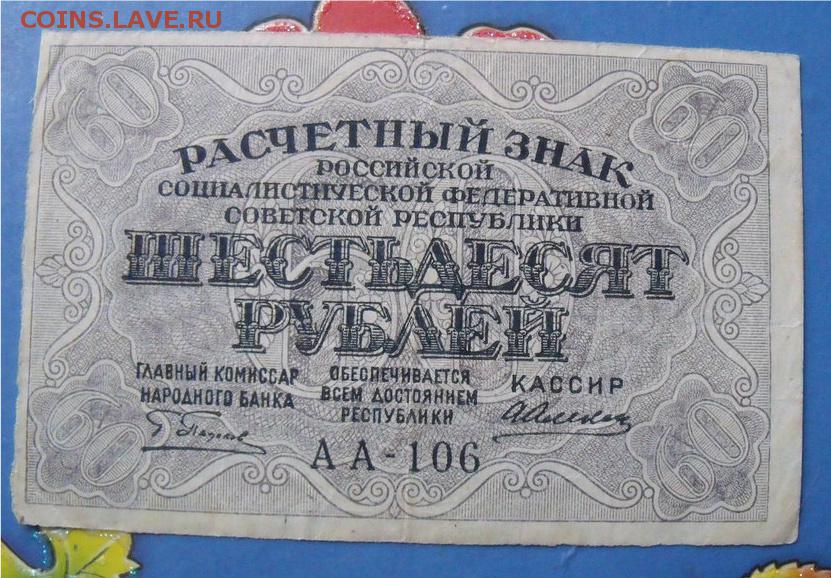 COINS.LAVE.RU
60 60
РАСЧЕТНЫЙ ЗНАК
РОССИЙСКОЙ
СОЦИАЛИСТИЧЕСКОЙ ФЕДЕРАТИВНОЙ
СОВЕТСКОЙ РЕСПУБЛИКИ
ШЕСТЬДЕСЯТ
РУБЛЕЙ
ГЛАВНЫЙ КОМИССАР
НАРОДНОГО БАНКА
ОБЕСПЕЧИВАЕТСЯ
ВСЕМ ДОСТОЯНИЕМ
РЕСПУБЛИКИ
КАССИР
60 АА-106 60